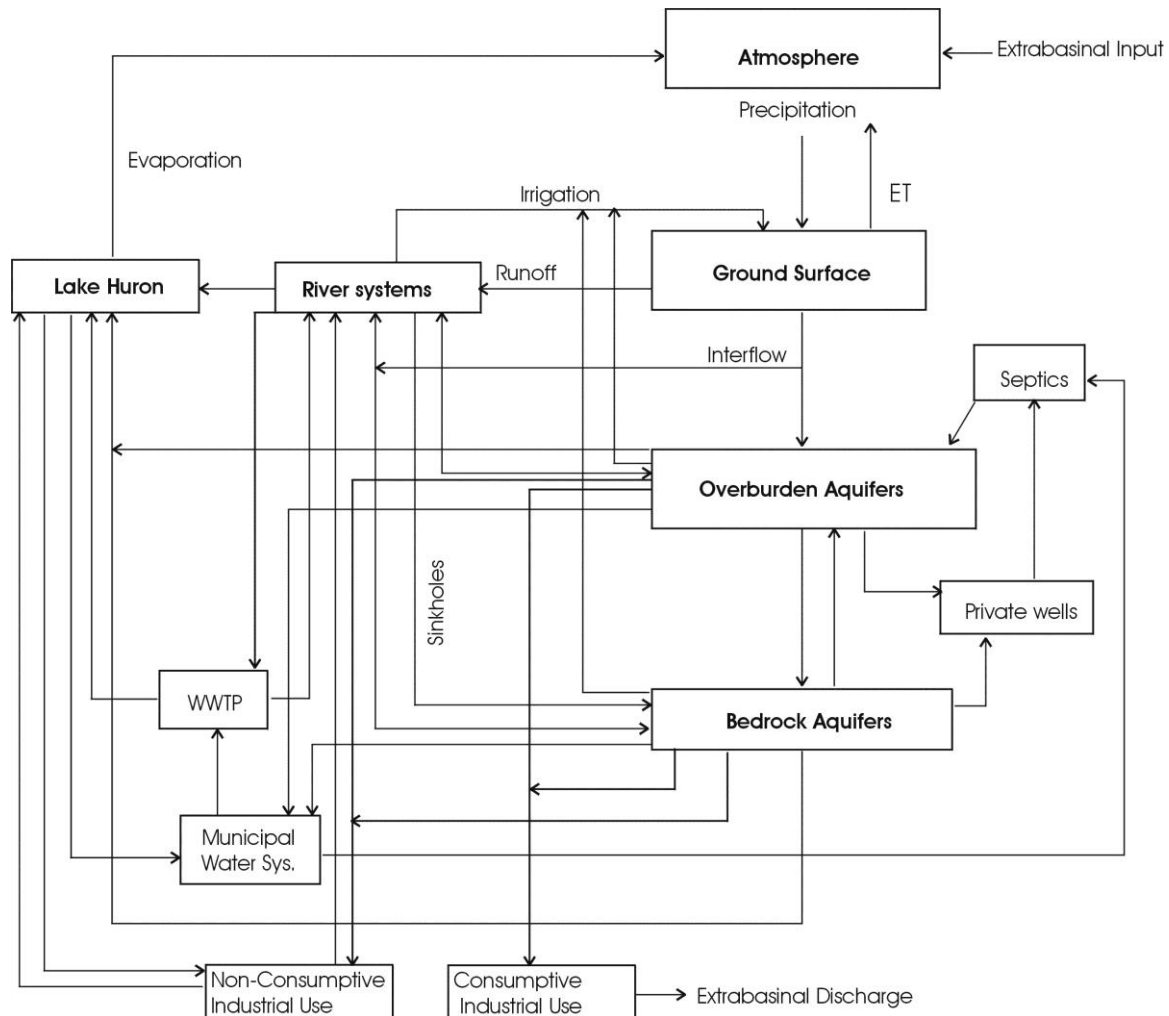 Atmosphere
Extrabasinal Input
Precipitation
Evaporation
Irrigation
ET
Lake Huron
River systems
Runoff
Ground Surface
Interflow
Septics
Overburden Aquifers
Sinkholes
Private wells
WWTP
Bedrock Aquifers
Municipal
Water Sys.
Non-Consumptive
Industrial Use
Consumptive
Industrial Use
Extrabasinal Discharge